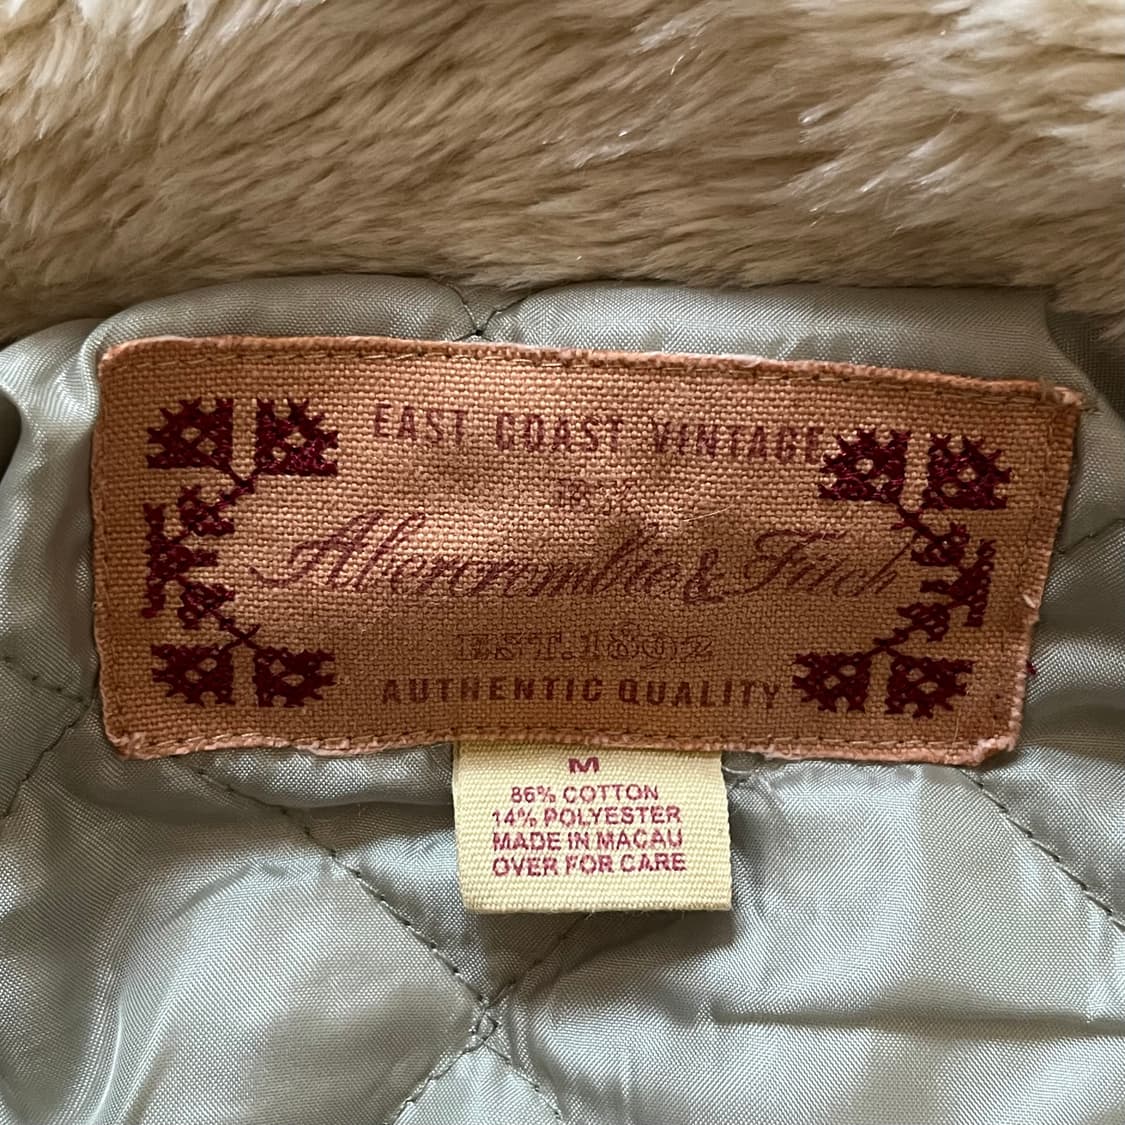 EAST COAST VINTAGE
BY
Abercrombie & Fitch
EST. 1892
AUTHENTIC QUALITY
M
86% COTTON
14% POLYESTER
MADE IN MACAU
OVER FOR CARE